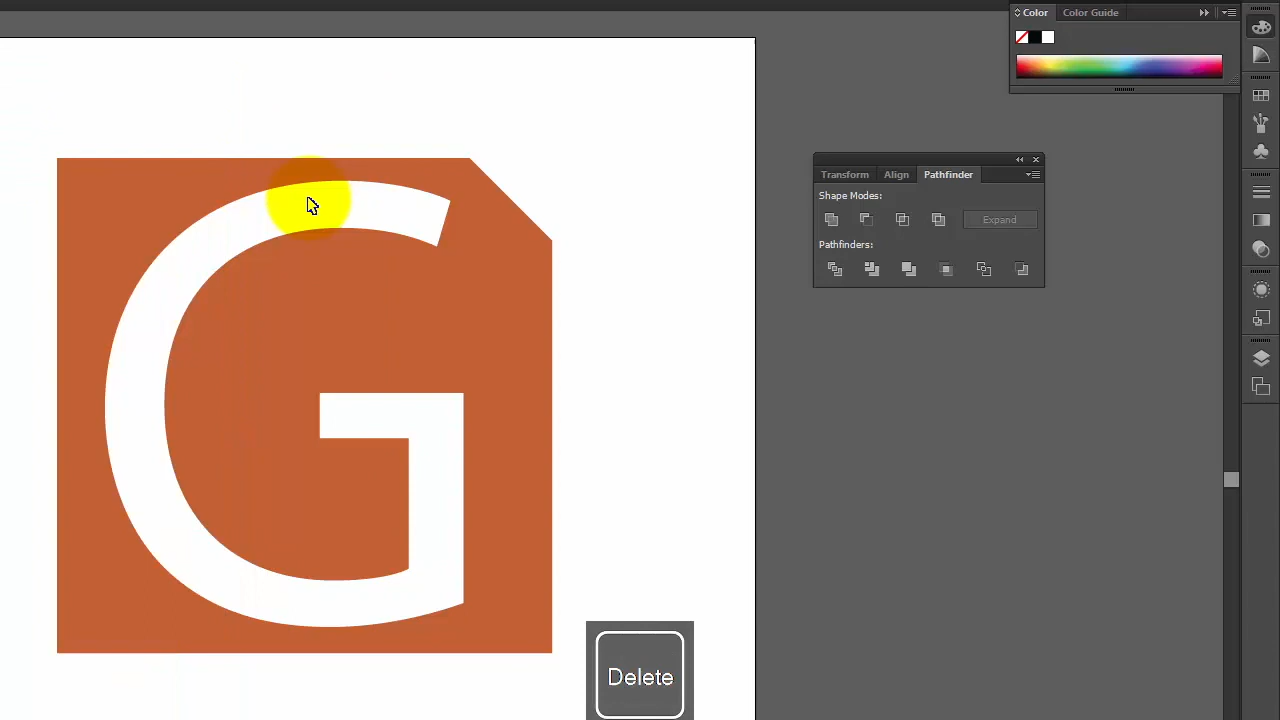 Color Color Guide
Transform Align Pathfinder
Shape Modes:
Expand
Pathfinders:
G
Delete